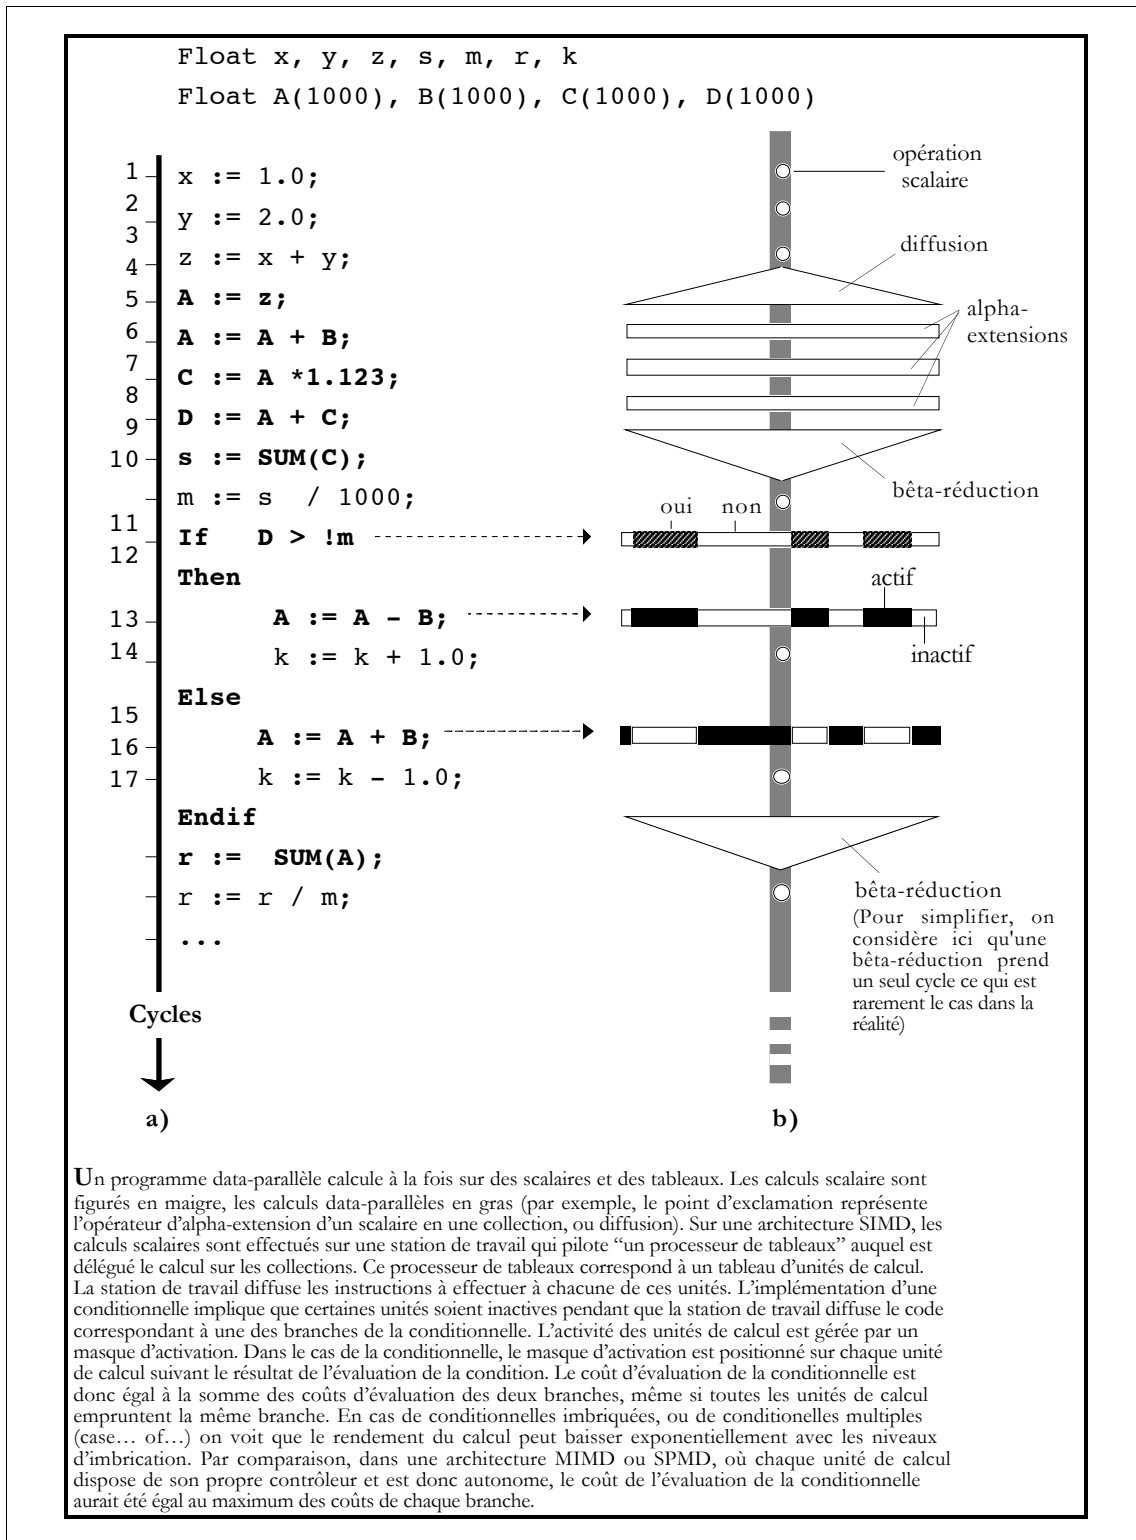 Float x, y, z, s, m, r, k
Float A(1000), B(1000), C(1000), D(1000)
1
2
3
4
5
6
7
8
9
10
11
12
13
14
15
16
17
x := 1.0;
y := 2.0;
z := x + y;
A := z;
A := A + B;
C := A *1.123;
D := A + C;
s := SUM(C);
m := s / 1000;
If D > !m
Then
A := A - B;
k := k + 1.0;
Else
A := A + B;
k := k - 1.0;
Endif
r := SUM(A);
r := r / m;
...
Cycles
a)
opération
scalaire
diffusion
alpha-
extensions
bêta-réduction
oui non
actif
inactif
bêta-réduction
(Pour simplifier, on
considère ici qu'une
bêta-réduction prend
un seul cycle ce qui est
rarement le cas dans la
réalité)
b)
Un programme data-parallèle calcule à la fois sur des scalaires et des tableaux. Les calculs scalaire sont
figurés en maigre, les calculs data-parallèles en gras (par exemple, le point d’exclamation représente
l’opérateur d’alpha-extension d’un scalaire en une collection, ou diffusion). Sur une architecture SIMD, les
calculs scalaires sont effectués sur une station de travail qui pilote “un processeur de tableaux” auquel est
délégué le calcul sur les collections. Ce processeur de tableaux correspond à un tableau d’unités de calcul.
La station de travail diffuse les instructions à effectuer à chacune de ces unités. L’implémentation d’une
conditionnelle implique que certaines unités soient inactives pendant que la station de travail diffuse le code
correspondant à une des branches de la conditionnelle. L’activité des unités de calcul est gérée par un
masque d’activation. Dans le cas de la conditionnelle, le masque d’activation est positionné sur chaque unité
de calcul suivant le résultat de l’évaluation de la condition. Le coût d’évaluation de la conditionnelle est
donc égal à la somme des coûts d’évaluation des deux branches, même si toutes les unités de calcul
empruntent la même branche. En cas de conditionnelles imbriquées, ou de conditionelles multiples
(case… of…) on voit que le rendement du calcul peut baisser exponentiellement avec les niveaux
d’imbrication. Par comparaison, dans une architecture MIMD ou SPMD, où chaque unité de calcul
dispose de son propre contrôleur et est donc autonome, le coût de l’évaluation de la conditionnelle
aurait été égal au maximum des coûts de chaque branche.